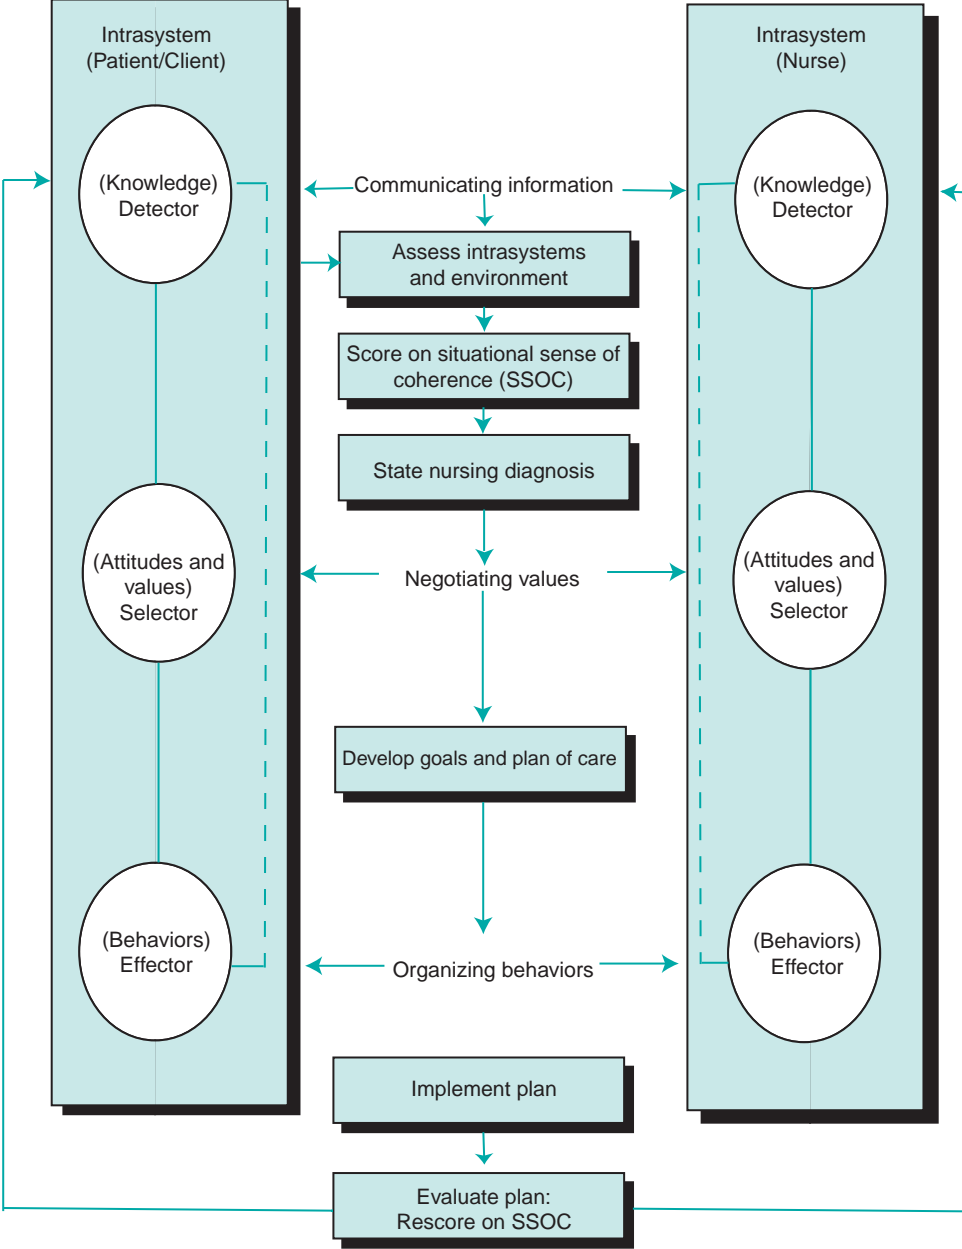 Intrasystem
(Patient/Client)
(Knowledge)
Detector
(Attitudes and
values)
Selector
(Behaviors)
Effector
Communicating information
Assess intrasystems
and environment
Score on situational sense of
coherence (SSOC)
State nursing diagnosis
Negotiating values
Develop goals and plan of care
Organizing behaviors
Implement plan
Evaluate plan:
Rescore on SSOC
Intrasystem
(Nurse)
(Knowledge)
Detector
(Attitudes and
values)
Selector
(Behaviors)
Effector